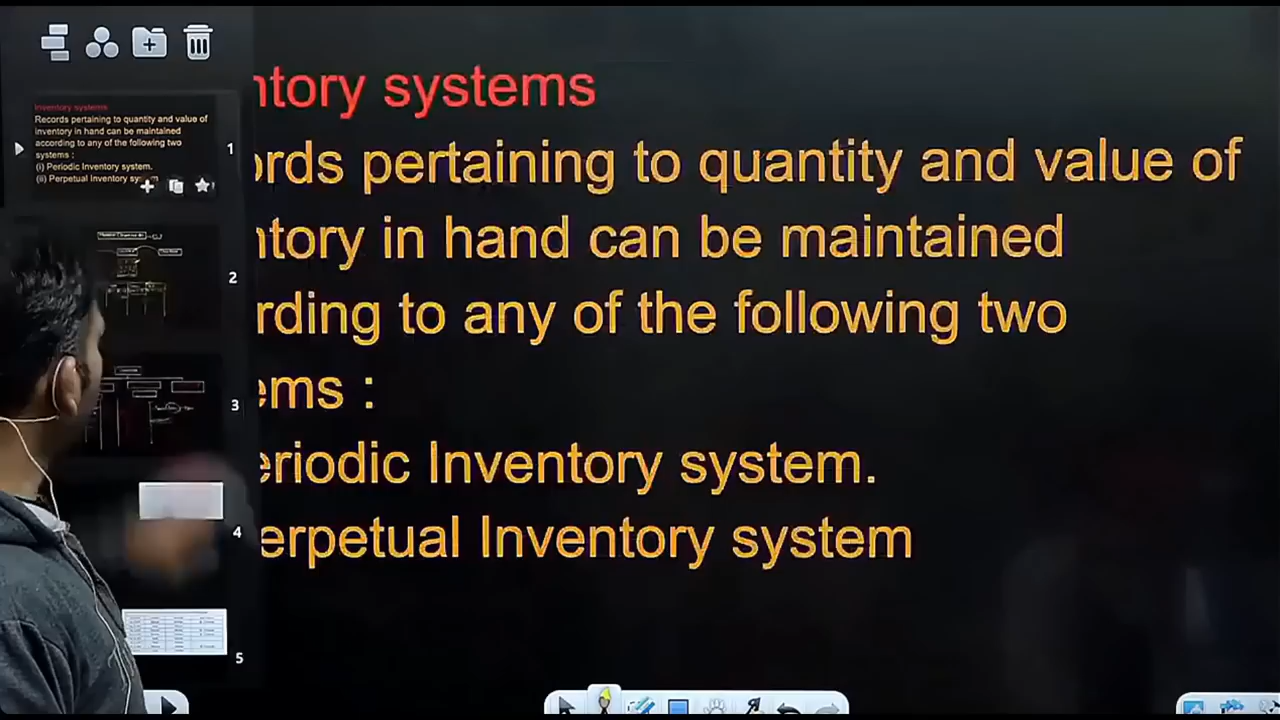 Inventory systems
Records pertaining to quantity and value of
inventory in hand can be maintained
according to any of the following two
systems :
(i) Periodic Inventory system.
(ii) Perpetual Inventory sy
1
2
3
4
5
ntory systems
ords pertaining to quantity and value of
ntory in hand can be maintained
rding to any of the following two
ems :
eriodic Inventory system.
erpetual Inventory system